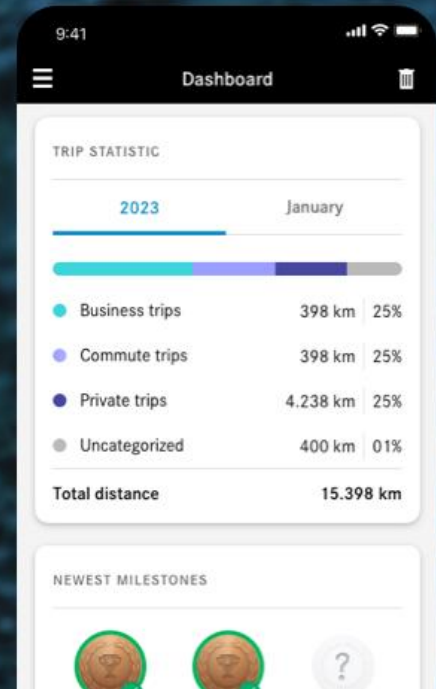 9:41
Dashboard
TRIP STATISTIC
2023 January
Business trips 398 km 25%
Commute trips 398 km 25%
Private trips 4.238 km 25%
Uncategorized 400 km 01%
Total distance 15.398 km
NEWEST MILESTONES
?